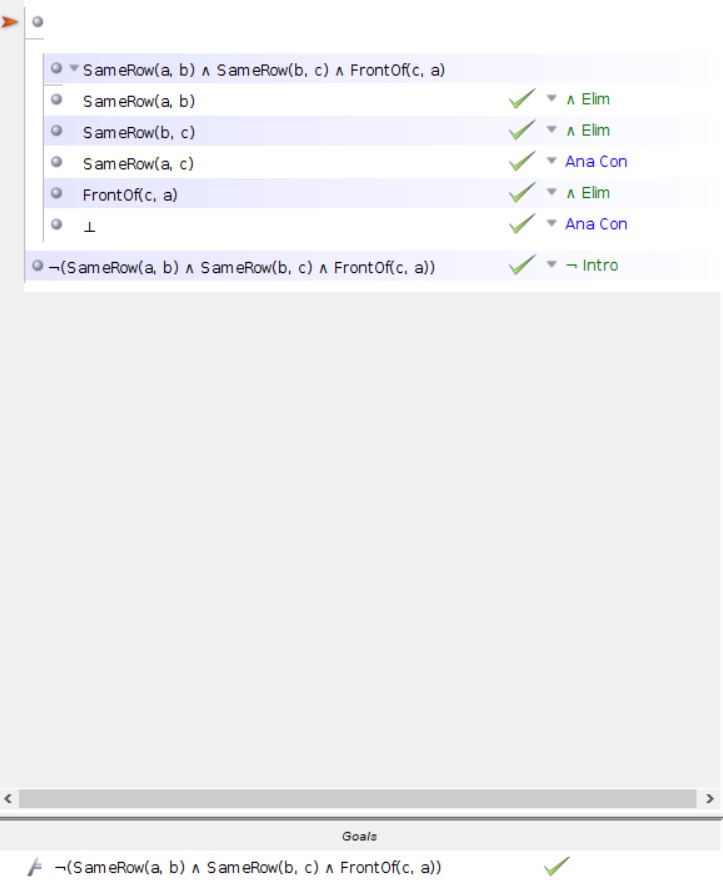 SameRow(a, b) ∧ SameRow(b, c) ∧ FrontOf(c, a)
SameRow(a, b) ∧ Elim
SameRow(b, c) ∧ Elim
SameRow(a, c) Ana Con
FrontOf(c, a) ∧ Elim
⊥ Ana Con
¬(SameRow(a, b) ∧ SameRow(b, c) ∧ FrontOf(c, a)) ¬ Intro
Goals
¬(SameRow(a, b) ∧ SameRow(b, c) ∧ FrontOf(c, a))